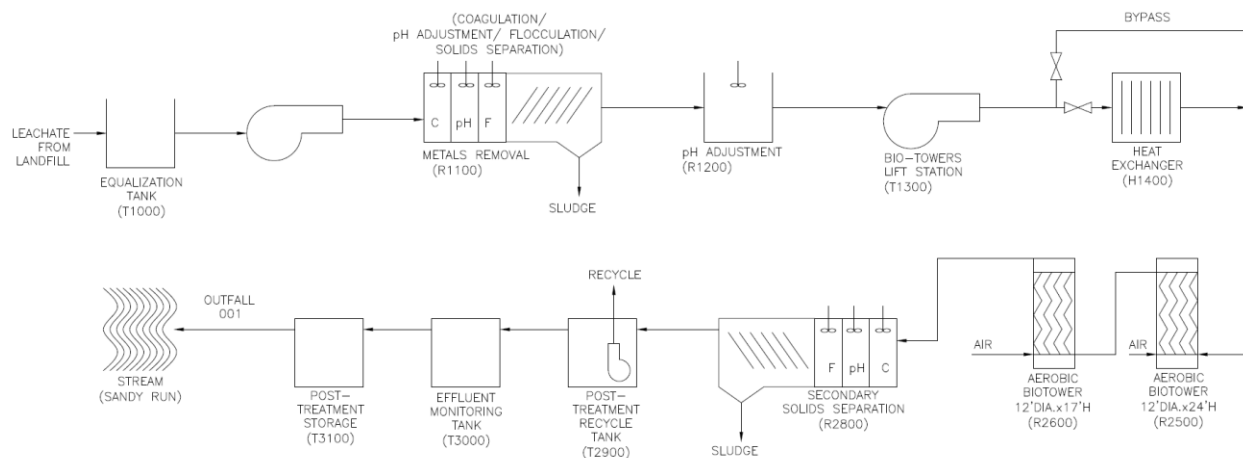 (COAGULATION/
pH ADJUSTMENT/ FLOCCULATION/
SOLIDS SEPARATION)
BYPASS
C
pH
F
LEACHATE
FROM
LANDFILL
EQUALIZATION
TANK
(T1000)
METALS REMOVAL
(R1100)
SLUDGE
pH ADJUSTMENT
(R1200)
BIO-TOWERS
LIFT STATION
(T1300)
HEAT
EXCHANGER
(H1400)
STREAM
(SANDY RUN)
OUTFALL
001
POST-
TREATMENT
STORAGE
(T3100)
EFFLUENT
MONITORING
TANK
(T3000)
RECYCLE
POST-
TREATMENT
RECYCLE
TANK
(T2900)
SLUDGE
F
pH
C
SECONDARY
SOLIDS SEPARATION
(R2800)
AIR
AEROBIC
BIOTOWER
12'DIA.x17'H
(R2600)
AIR
AEROBIC
BIOTOWER
12'DIA.x24'H
(R2500)